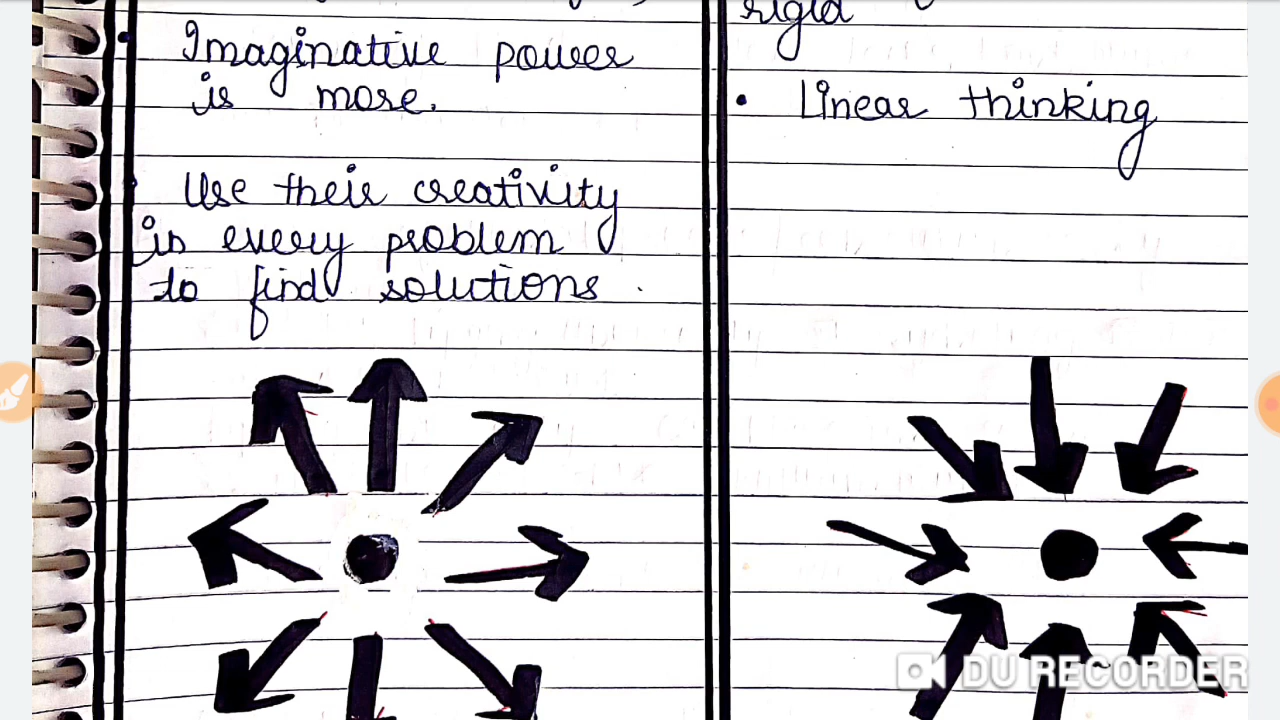 Imaginative power
is more.
Use their creativity
in every problem
to find solutions.
rigid
• Linear thinking
DU RECORDER